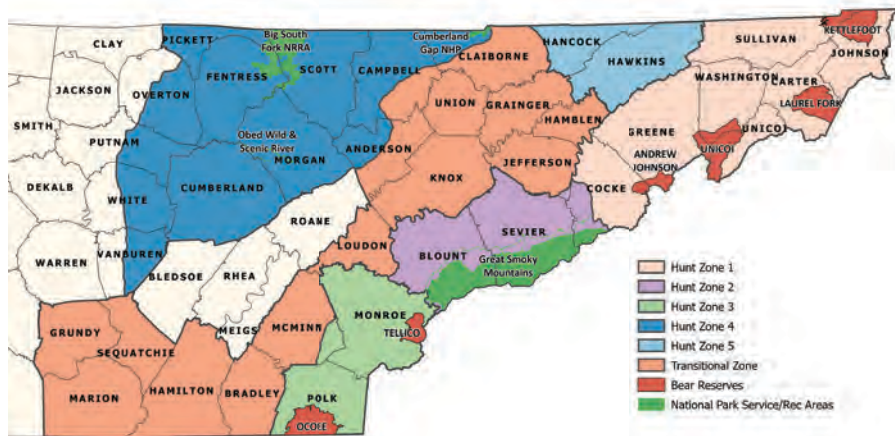 CLAY
PICKETT
Big South
Fork NRRA
Cumberland
Gap NHP
HANCOCK
SULLIVAN
KETTLEFOOT
JOHNSON
FENTRESS
SCOTT
CAMPBELL
CLAIBORNE
HAWKINS
WASHINGTON
CARTER
JACKSON
OVERTON
UNION
GRAINGER
LAUREL FORK
SMITH
PUTNAM
Obed Wild &
Scenic River
MORGAN
ANDERSON
HAMBLEN
GREENE
UNICOI
UNICOI
DEKALB
WHITE
CUMBERLAND
KNOX
JEFFERSON
ANDREW
JOHNSON
COCKE
ROANE
SEVIER
WARREN
VANBUREN
BLEDSOE
RHEA
LOUDON
BLOUNT
Great Smoky
Mountains
GRUNDY
SEQUATCHIE
MEIGS
MCMINN
MONROE
TELLICO
MARION
HAMILTON
BRADLEY
POLK
OCOEE
Hunt Zone 1
Hunt Zone 2
Hunt Zone 3
Hunt Zone 4
Hunt Zone 5
Transitional Zone
Bear Reserves
National Park Service/Rec Areas